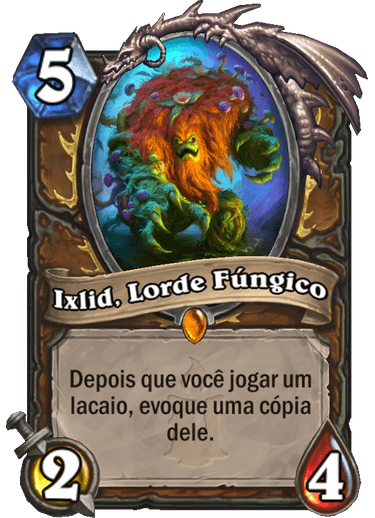 5
Ixlid, Lorde Fúngico
Depois que você jogar um
lacaio, evoque uma cópia
dele.
2
4